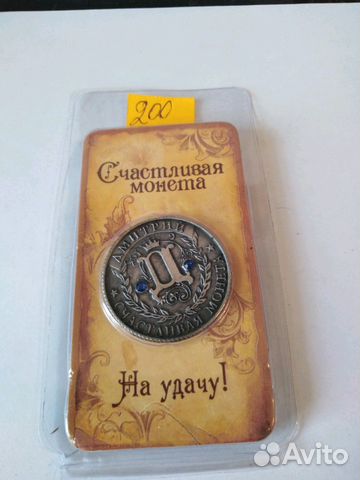 200
Счастливая
монета
ДМИТРИЙ
Д
СЧАСТЛИВАЯ МОНЕТА
На удачу!
Avito